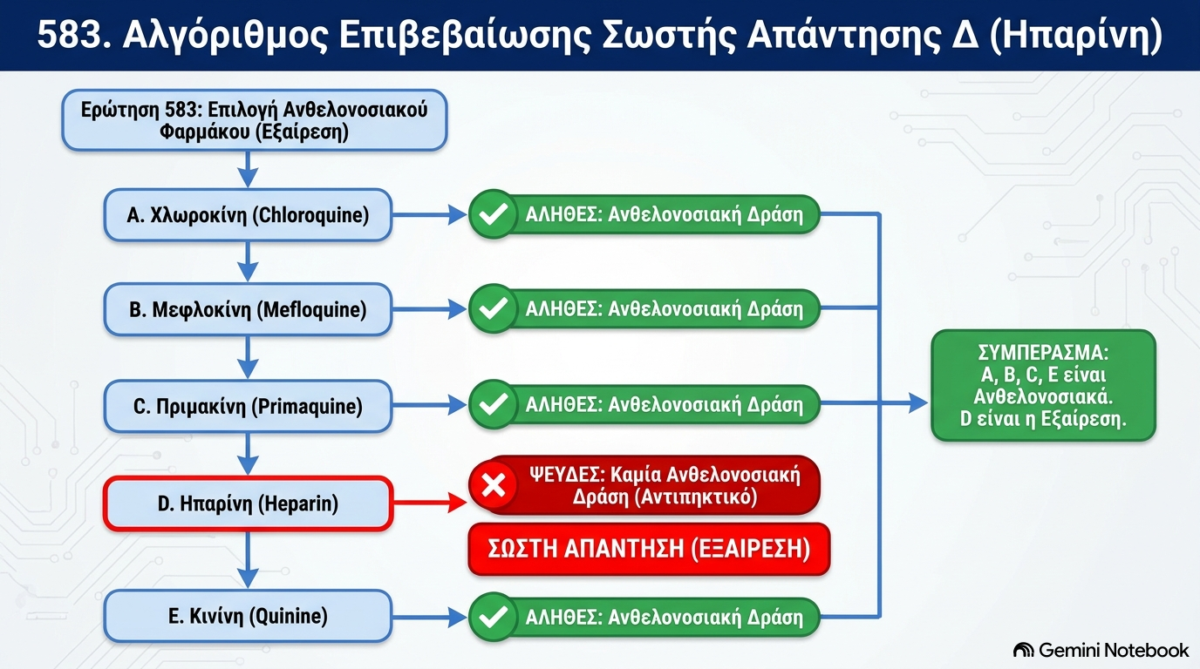 583. Αλγόριθμος Επιβεβαίωσης Σωστής Απάντησης Δ (Ηπαρίνη)
Ερώτηση 583: Επιλογή Ανθελονοσιακού
Φαρμάκου (Εξαίρεση)
A. Χλωροκίνη (Chloroquine)
ΑΛΗΘΕΣ: Ανθελονοσιακή Δράση
B. Μεφλοκίνη (Mefloquine)
ΑΛΗΘΕΣ: Ανθελονοσιακή Δράση
C. Πριμακίνη (Primaquine)
ΑΛΗΘΕΣ: Ανθελονοσιακή Δράση
D. Ηπαρίνη (Heparin)
ΨΕΥΔΕΣ: Καμία Ανθελονοσιακή
Δράση (Αντιπηκτικό)
ΣΩΣΤΗ ΑΠΑΝΤΗΣΗ (ΕΞΑΙΡΕΣΗ)
E. Κινίνη (Quinine)
ΑΛΗΘΕΣ: Ανθελονοσιακή Δράση
ΣΥΜΠΕΡΑΣΜΑ:
A, B, C, E είναι
Ανθελονοσιακά.
D είναι η Εξαίρεση.
Gemini Notebook